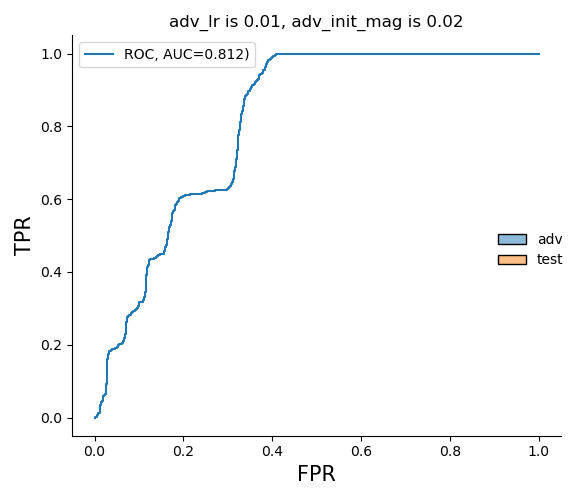 adv_lr is 0.01, adv_init_mag is 0.02
ROC, AUC=0.812)
1.0
0.8
0.6
0.4
0.2
0.0
TPR
adv
test
0.0 0.2 0.4 0.6 0.8 1.0
FPR